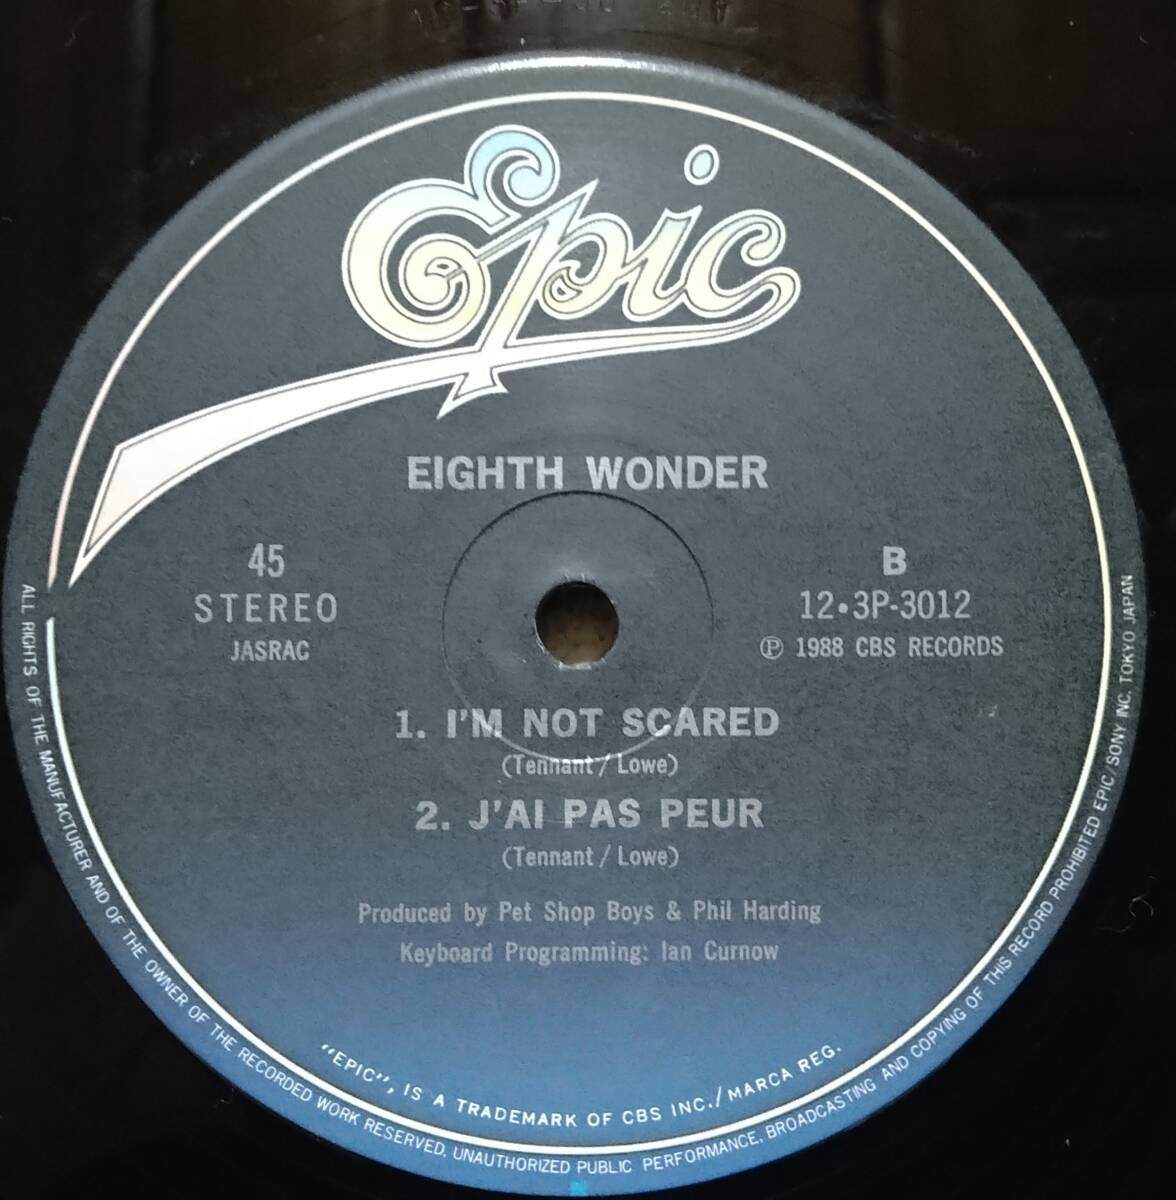 Epic
EIGHTH WONDER
45
STEREO
JASRAC
B
12•3P-3012
Ⓟ 1988 CBS RECORDS
1. I'M NOT SCARED
(Tennant / Lowe)
2. J'AI PAS PEUR
(Tennant / Lowe)
Produced by Pet Shop Boys & Phil Harding
Keyboard Programming: Ian Curnow
"EPIC", IS A TRADEMARK OF CBS INC./MARCA REG.
ALL RIGHTS OF THE MANUFACTURER AND OF THE OWNER OF THE RECORDED WORK RESERVED. UNAUTHORIZED PUBLIC PERFORMANCE, BROADCASTING AND COPYING OF THIS RECORD PROHIBITED EPIC/SONY INC. TOKYO JAPAN